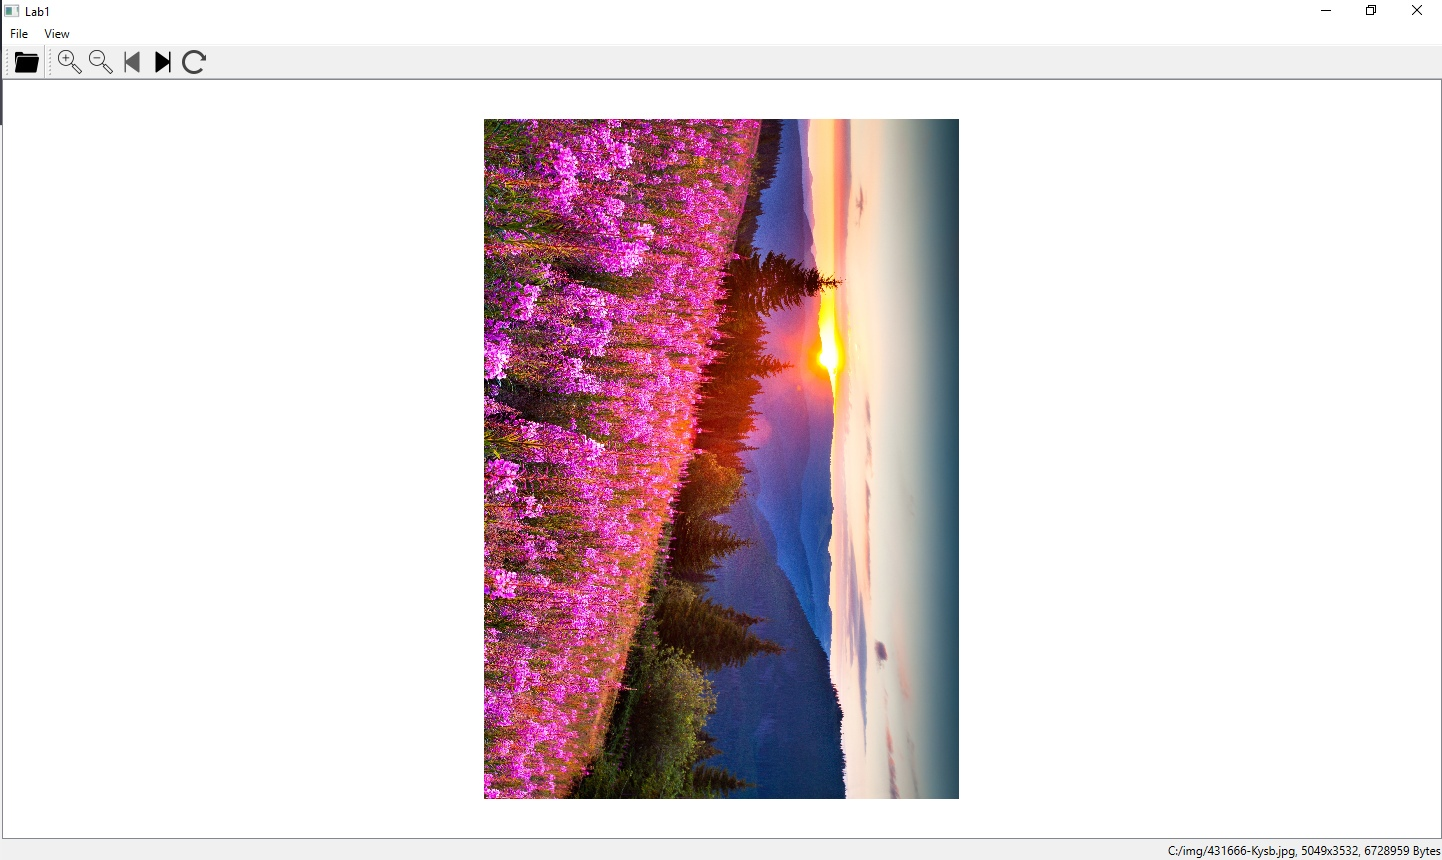 Lab1
File View
C:/img/431666-Kysb.jpg, 5049x3532, 6728959 Bytes